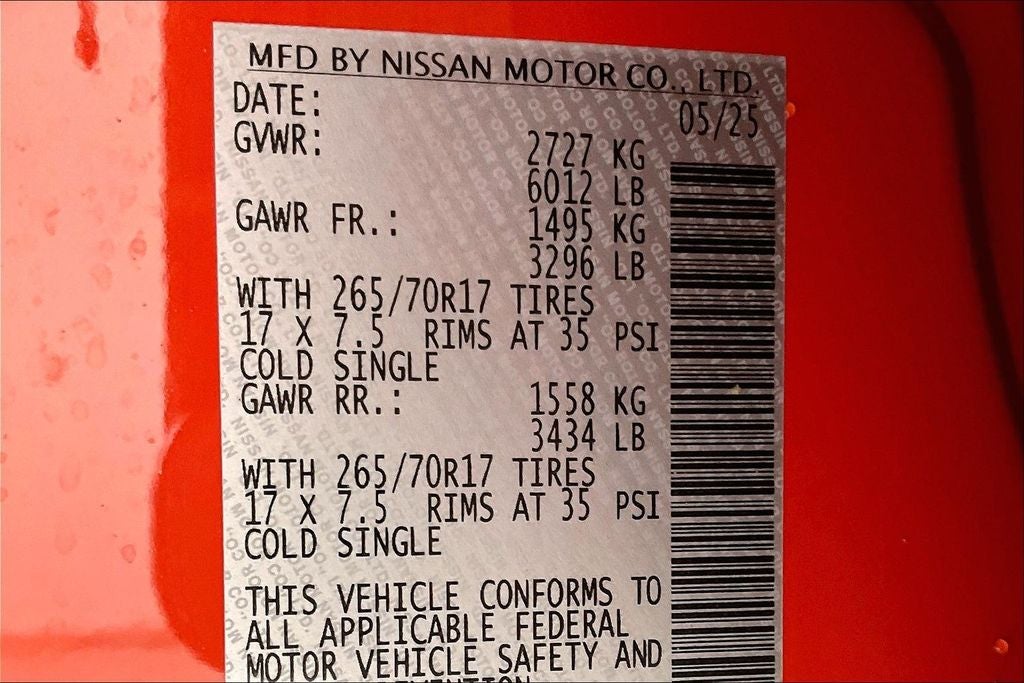 MFD BY NISSAN MOTOR CO., LTD.
DATE: 05/25
GVWR: 2727 KG
6012 LB
GAWR FR.: 1495 KG
3296 LB
WITH 265/70R17 TIRES
17 X 7.5 RIMS AT 35 PSI
COLD SINGLE
GAWR RR.: 1558 KG
3434 LB
WITH 265/70R17 TIRES
17 X 7.5 RIMS AT 35 PSI
COLD SINGLE
THIS VEHICLE CONFORMS TO
ALL APPLICABLE FEDERAL
MOTOR VEHICLE SAFETY AND